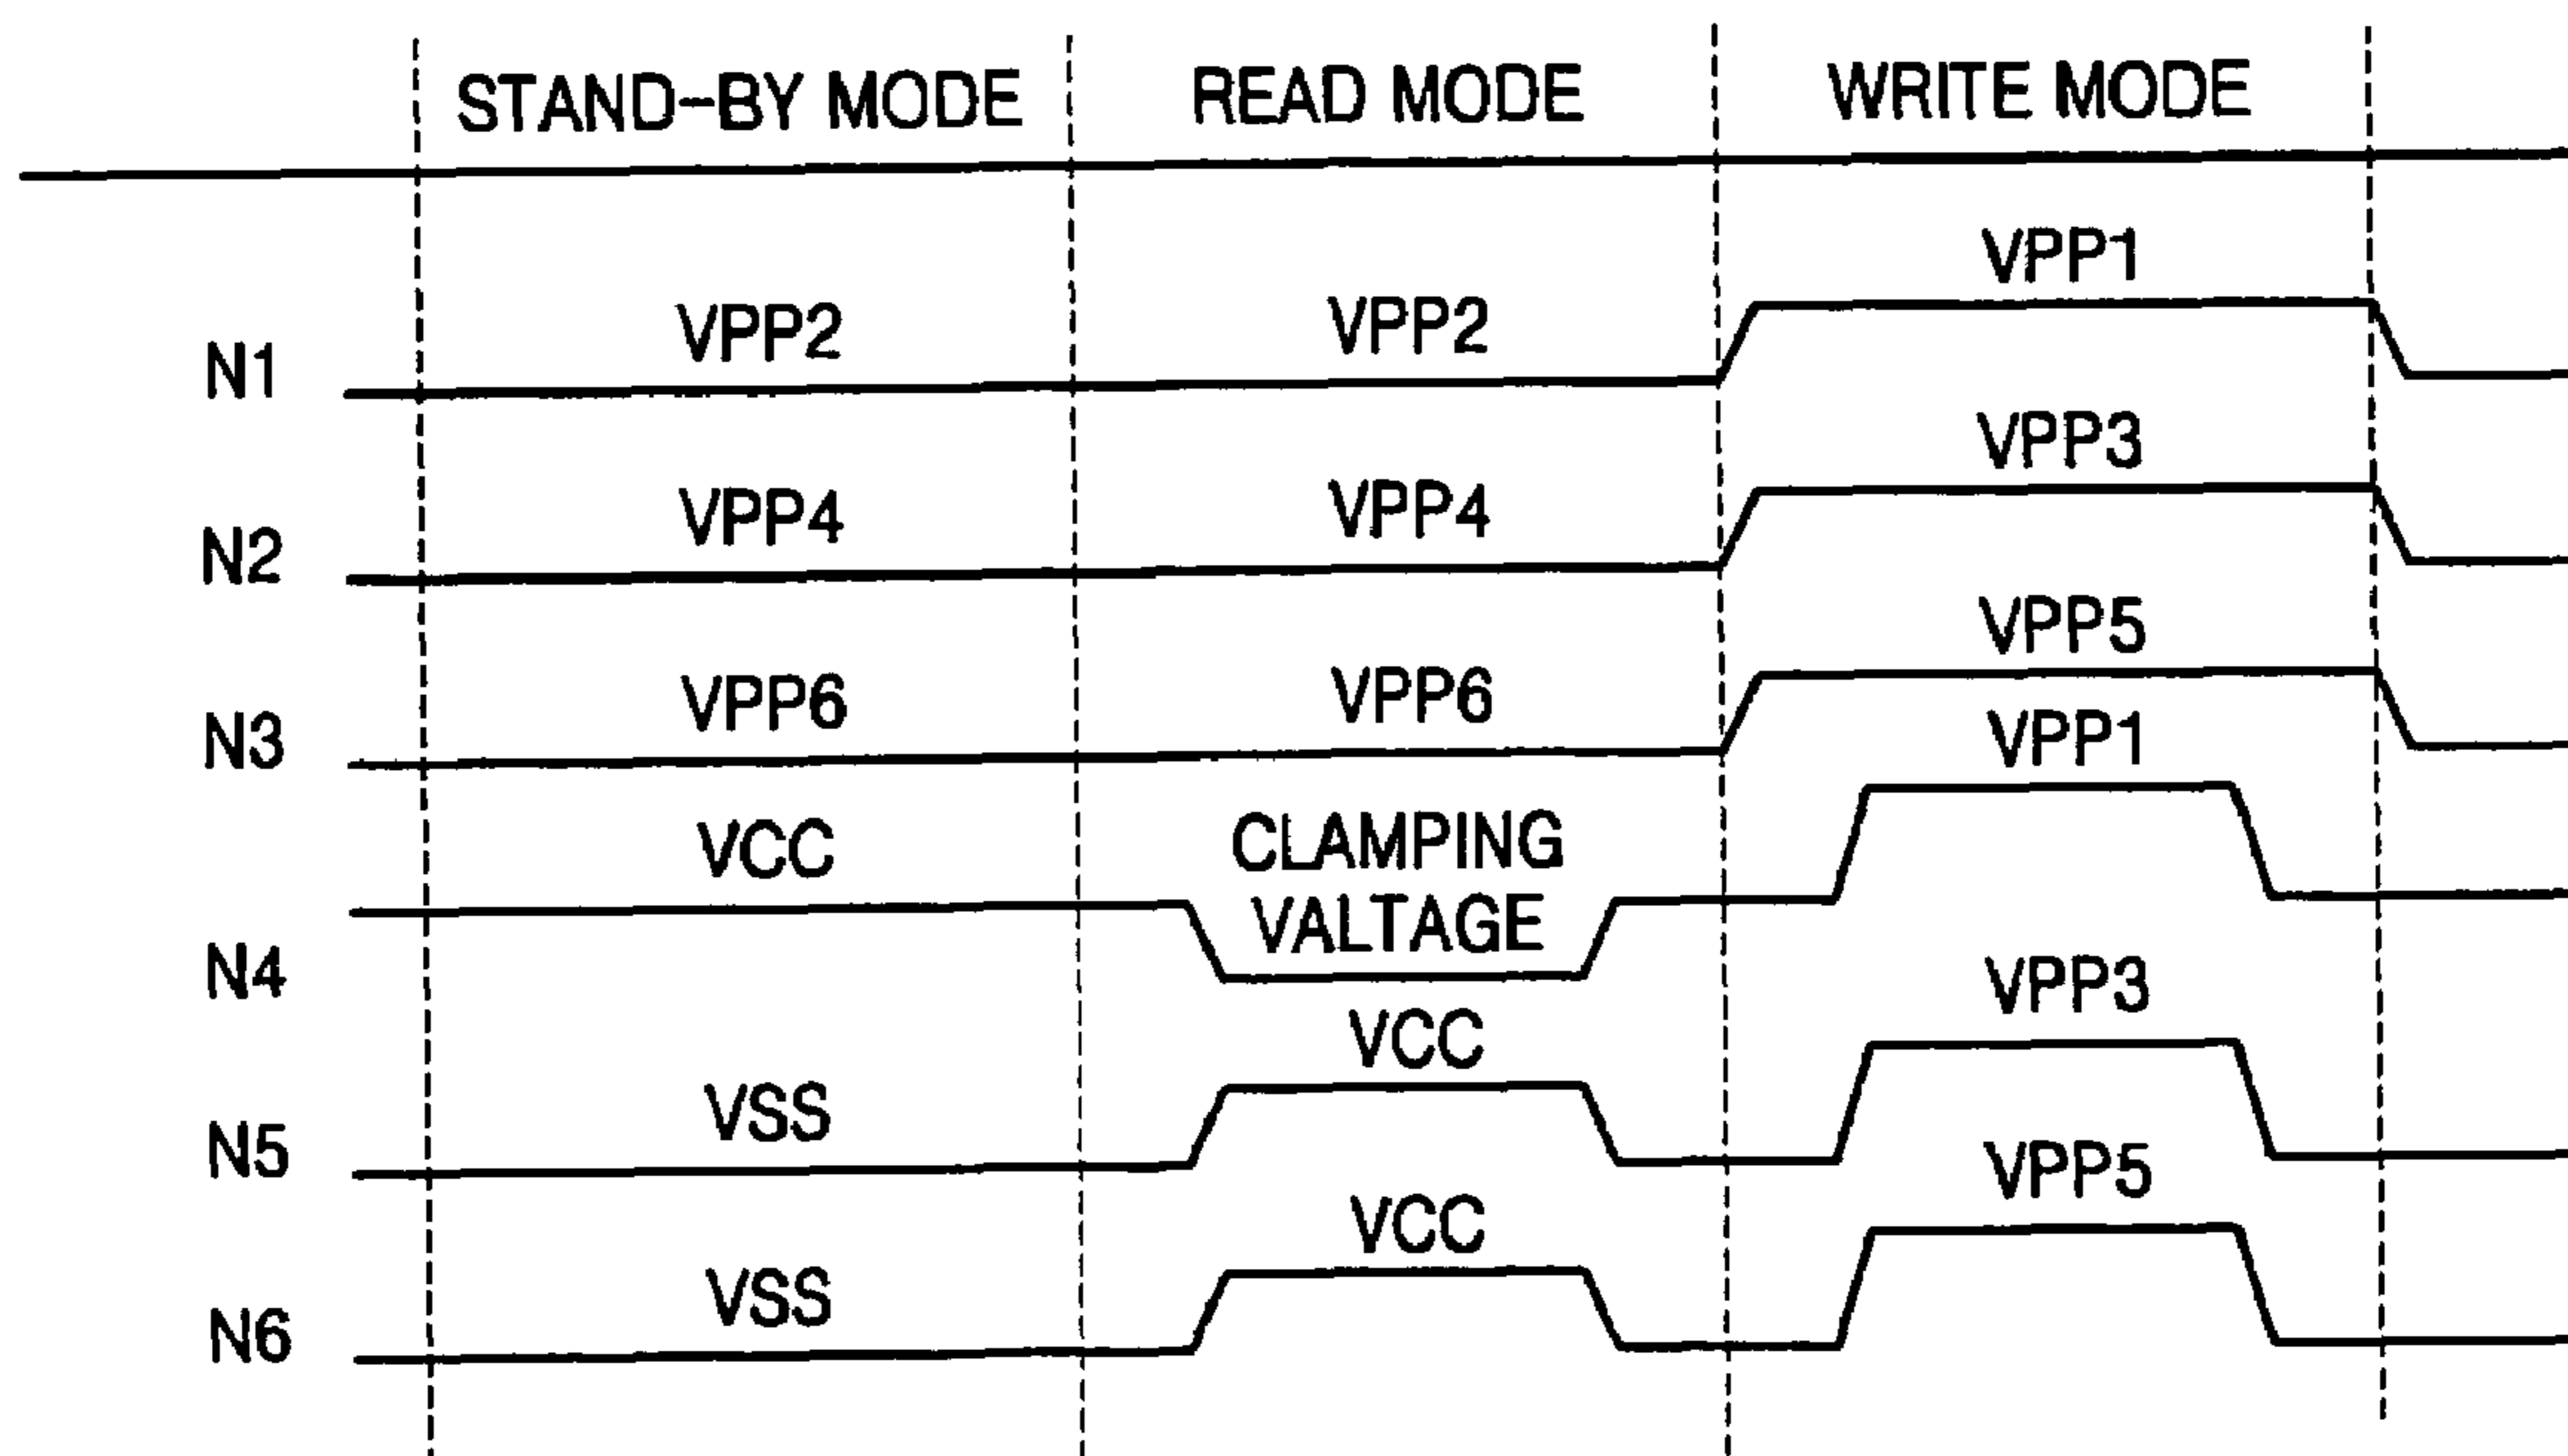 STAND-BY MODE READ MODE WRITE MODE
VPP1
N1 VPP2 VPP2
VPP3
N2 VPP4 VPP4
VPP5
N3 VPP6 VPP6
VPP1
VCC CLAMPING
VALTAGE
N4
VPP3
VCC
N5 VSS
VPP5
VCC
N6 VSS